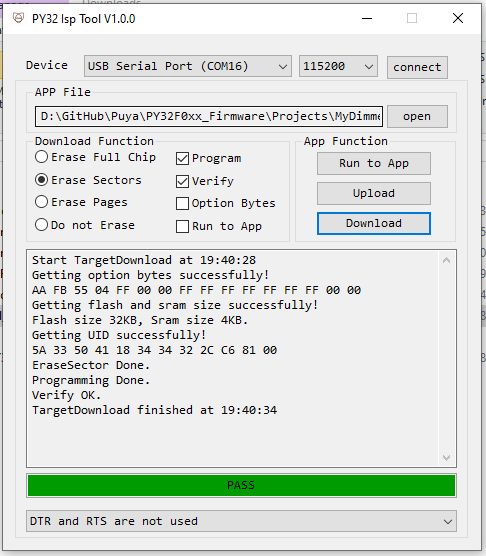 Downloads
PY32 Isp Tool V1.0.0
Device
USB Serial Port (COM16)
115200
connect
APP File
D:\GitHub\Puya\PY32F0xx_Firmware\Projects\MyDimme
open
Download Function
App Function
Erase Full Chip
Program
Run to App
Erase Sectors
Verify
Erase Pages
Option Bytes
Upload
Do not Erase
Run to App
Download
Start TargetDownload at 19:40:28
Getting option bytes successfully!
AA FB 55 04 FF 00 00 FF FF FF FF FF FF FF 00 00
Getting flash and sram size successfully!
Flash size 32KB, Sram size 4KB.
Getting UID successfully!
5A 33 50 41 18 34 34 32 2C C6 81 00
EraseSector Done.
Programming Done.
Verify OK.
TargetDownload finished at 19:40:34
PASS
DTR and RTS are not used